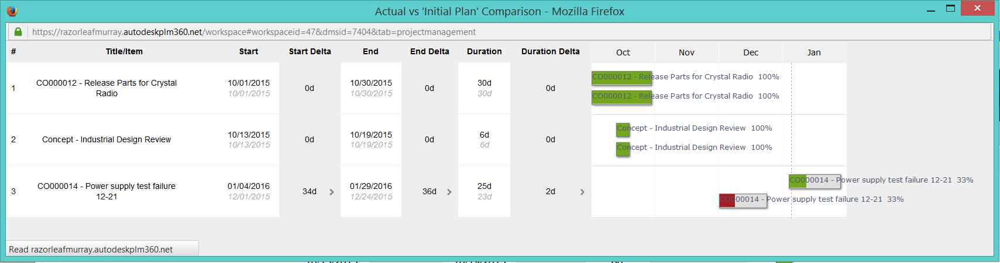 Actual vs 'Initial Plan' Comparison - Mozilla Firefox
https://razorleafmurray.autodeskplm360.net/workspace#workspaceid=47&dmsid=7404&tab=projectmanagement
# Title/Item Start Start Delta End End Delta Duration Duration Delta Oct Nov Dec Jan
1 CO000012 - Release Parts for Crystal Radio 10/01/2015 0d 10/30/2015 0d 30d 0d
10/01/2015 10/30/2015 30d
CO000012 - Release Parts for Crystal Radio 100%
CO000012 - Release Parts for Crystal Radio 100%
2 Concept - Industrial Design Review 10/13/2015 0d 10/19/2015 0d 6d 0d
10/13/2015 10/19/2015 6d
Concept - Industrial Design Review 100%
Concept - Industrial Design Review 100%
3 CO000014 - Power supply test failure 12-21 01/04/2016 34d 01/29/2016 36d 25d 2d
12/01/2015 12/24/2015 23d
CO000014 - Power supply test failure 12-21 33%
CO000014 - Power supply test failure 12-21 33%
Read razorleafmurray.autodeskplm360.net